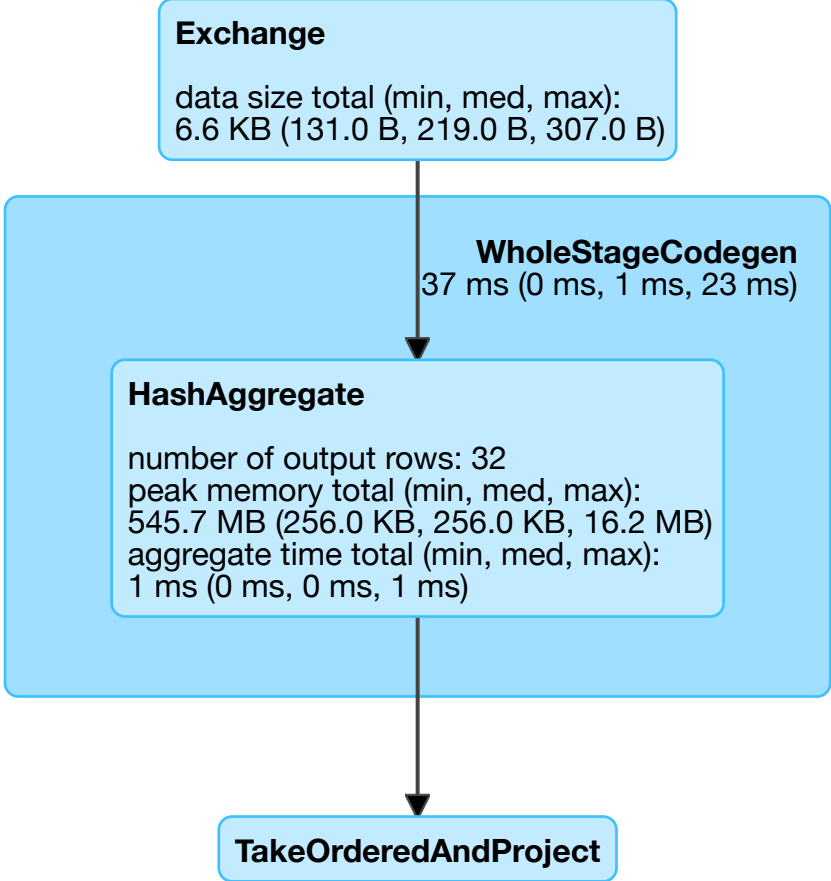 Exchange
data size total (min, med, max):
6.6 KB (131.0 B, 219.0 B, 307.0 B)
WholeStageCodegen
37 ms (0 ms, 1 ms, 23 ms)
HashAggregate
number of output rows: 32
peak memory total (min, med, max):
545.7 MB (256.0 KB, 256.0 KB, 16.2 MB)
aggregate time total (min, med, max):
1 ms (0 ms, 0 ms, 1 ms)
TakeOrderedAndProject